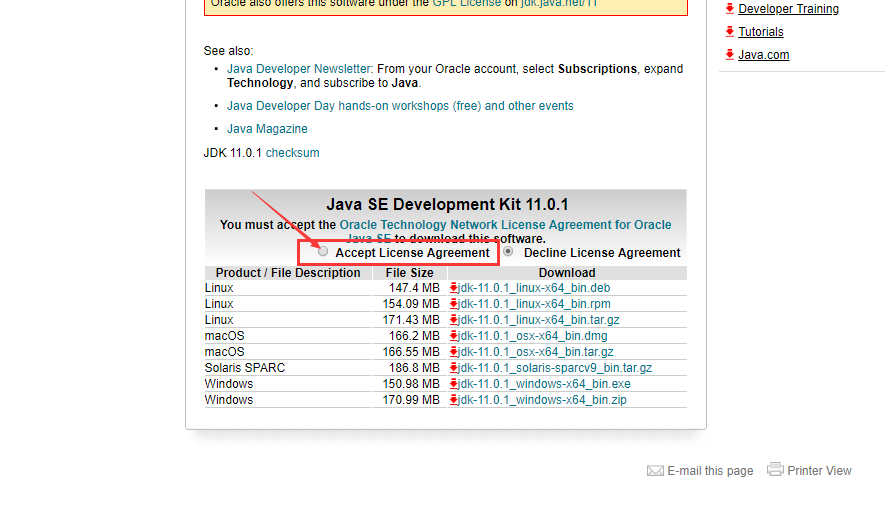 Oracle also offers this software under the GPL License on jdk.java.net/11
See also:
Java Developer Newsletter: From your Oracle account, select Subscriptions, expand
Technology, and subscribe to Java.
Java Developer Day hands-on workshops (free) and other events
Java Magazine
JDK 11.0.1 checksum
Java SE Development Kit 11.0.1
You must accept the Oracle Technology Network License Agreement for Oracle
Java SE to download this software.
Accept License Agreement Decline License Agreement
Product / File Description File Size Download
Linux 147.4 MB jdk-11.0.1_linux-x64_bin.deb
Linux 154.09 MB jdk-11.0.1_linux-x64_bin.rpm
Linux 171.43 MB jdk-11.0.1_linux-x64_bin.tar.gz
macOS 166.2 MB jdk-11.0.1_osx-x64_bin.dmg
macOS 166.55 MB jdk-11.0.1_osx-x64_bin.tar.gz
Solaris SPARC 186.8 MB jdk-11.0.1_solaris-sparcv9_bin.tar.gz
Windows 150.98 MB jdk-11.0.1_windows-x64_bin.exe
Windows 170.99 MB jdk-11.0.1_windows-x64_bin.zip
Developer Training
Tutorials
Java.com
E-mail this page Printer View